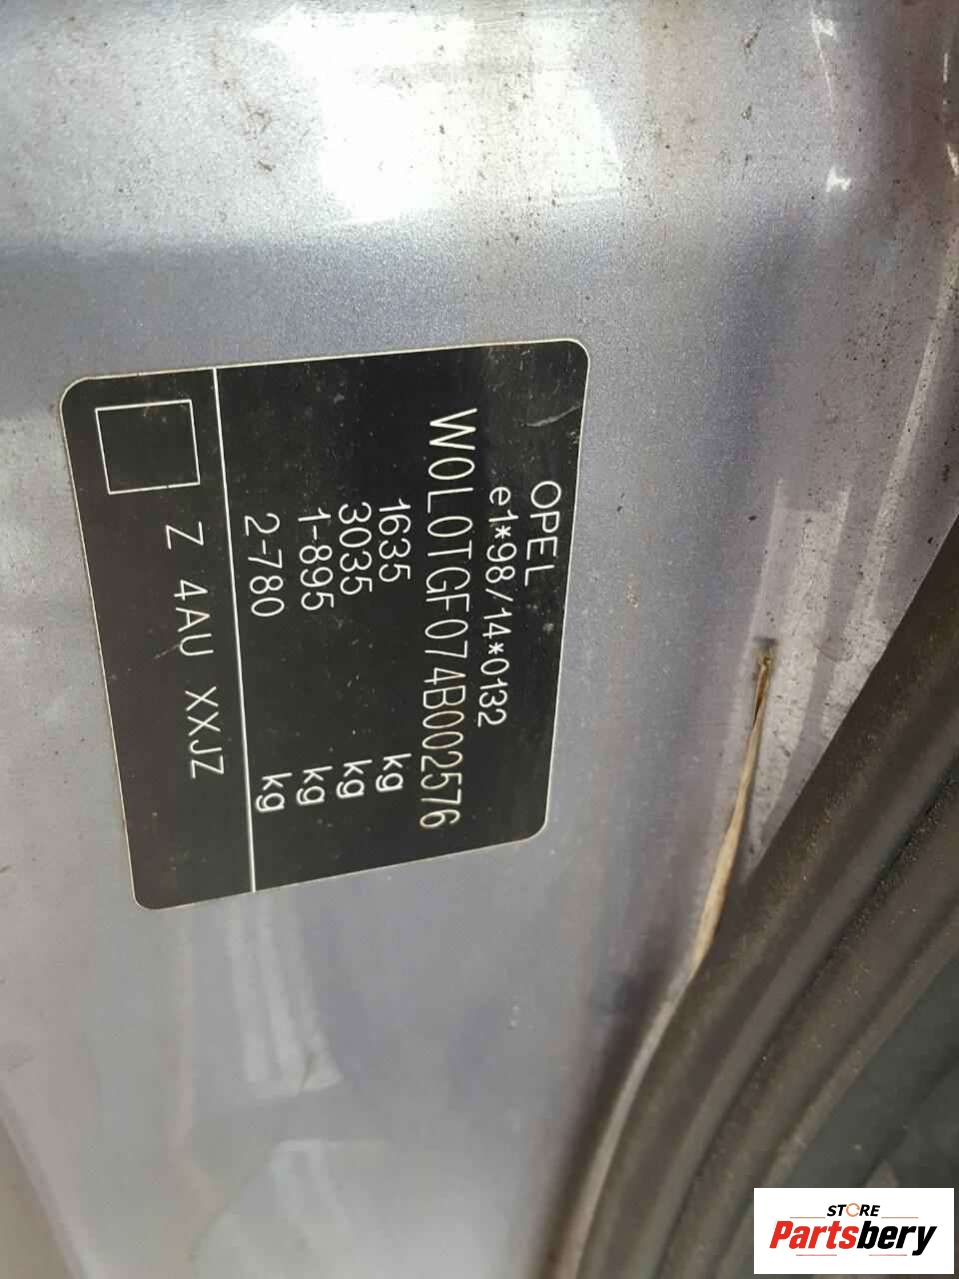 OPEL
e1*98/14*0132
W0L0TGF074B002576
1635 kg
3035 kg
1-895 kg
2-780 kg
Z 4AU XXJZ
STORE
Partsbery